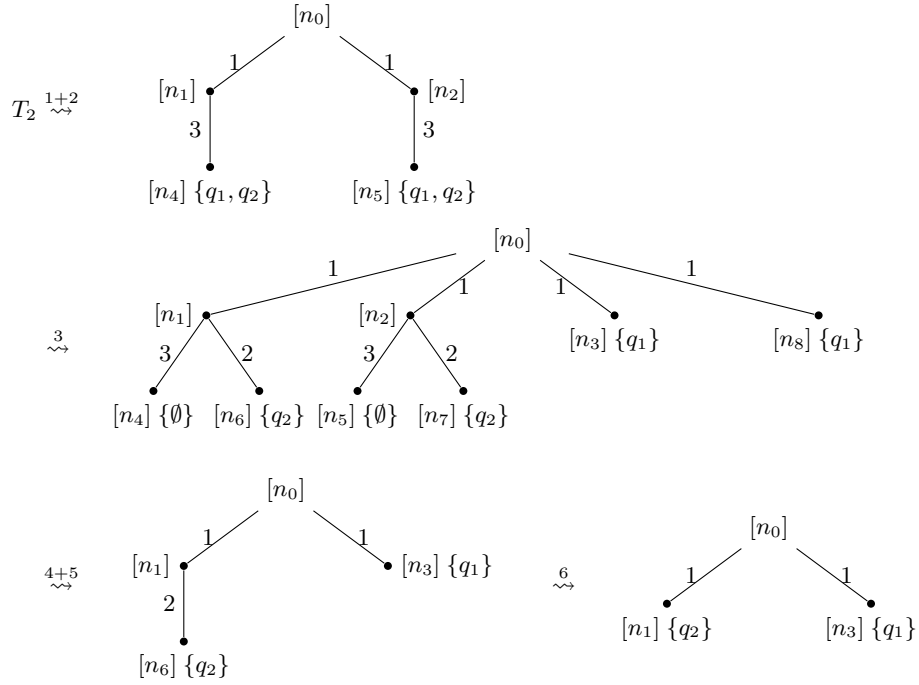 [n₀]
1 1
T₂ ⇝ 1+2 [n₁] [n₂]
3 3
[n₄] {q₁, q₂} [n₅] {q₁, q₂}
[n₀]
1 1 1 1
⇝ 3 [n₁] [n₂] [n₃] {q₁} [n₈] {q₁}
3 2 3 2
[n₄] {∅} [n₆] {q₂} [n₅] {∅} [n₇] {q₂}
[n₀] [n₀]
1 1 1 1
⇝ 4+5 [n₁] [n₃] {q₁} ⇝ 6
2 [n₁] {q₂} [n₃] {q₁}
[n₆] {q₂}